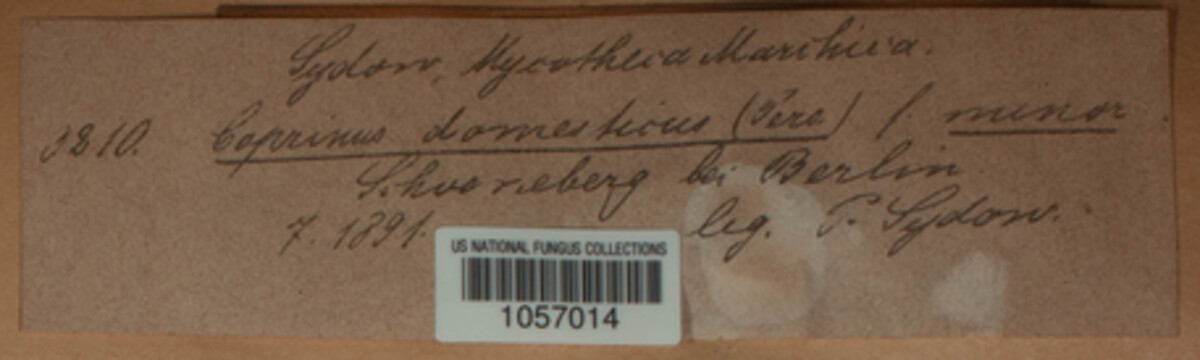 Sydow, Mycotheca Marchica.
3210. Coprinus domesticus (Pers) f. minor.
Schoeneberg bei Berlin
7. 1891. leg. P. Sydow.
US NATIONAL FUNGUS COLLECTIONS
1057014